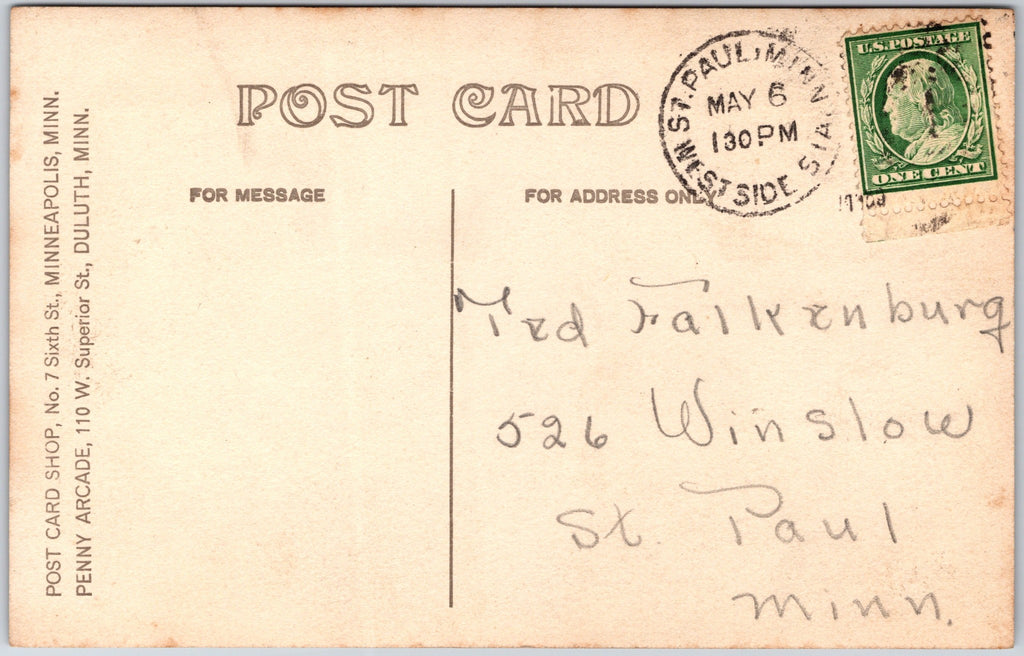 POST CARD
FOR MESSAGE
FOR ADDRESS ONLY
POST CARD SHOP, No. 7 Sixth St., MINNEAPOLIS, MINN.
PENNY ARCADE, 110 W. Superior St., DULUTH, MINN.
ST. PAUL, MINN.
MAY 6
130 PM
WEST SIDE STA.
U.S. POSTAGE
ONE CENT
Ted Falkenburg
526 Winslow
St. Paul
Minn.